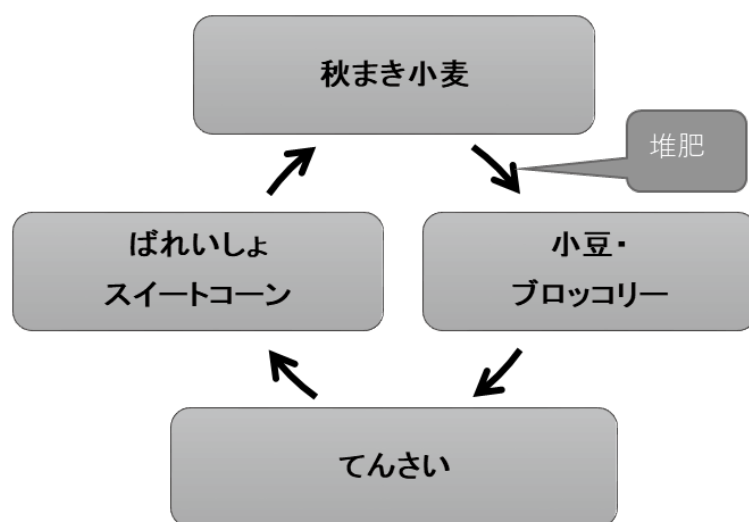 秋まき小麦
堆肥
ばれいしょ
スイートコーン
小豆・
ブロッコリー
てんさい